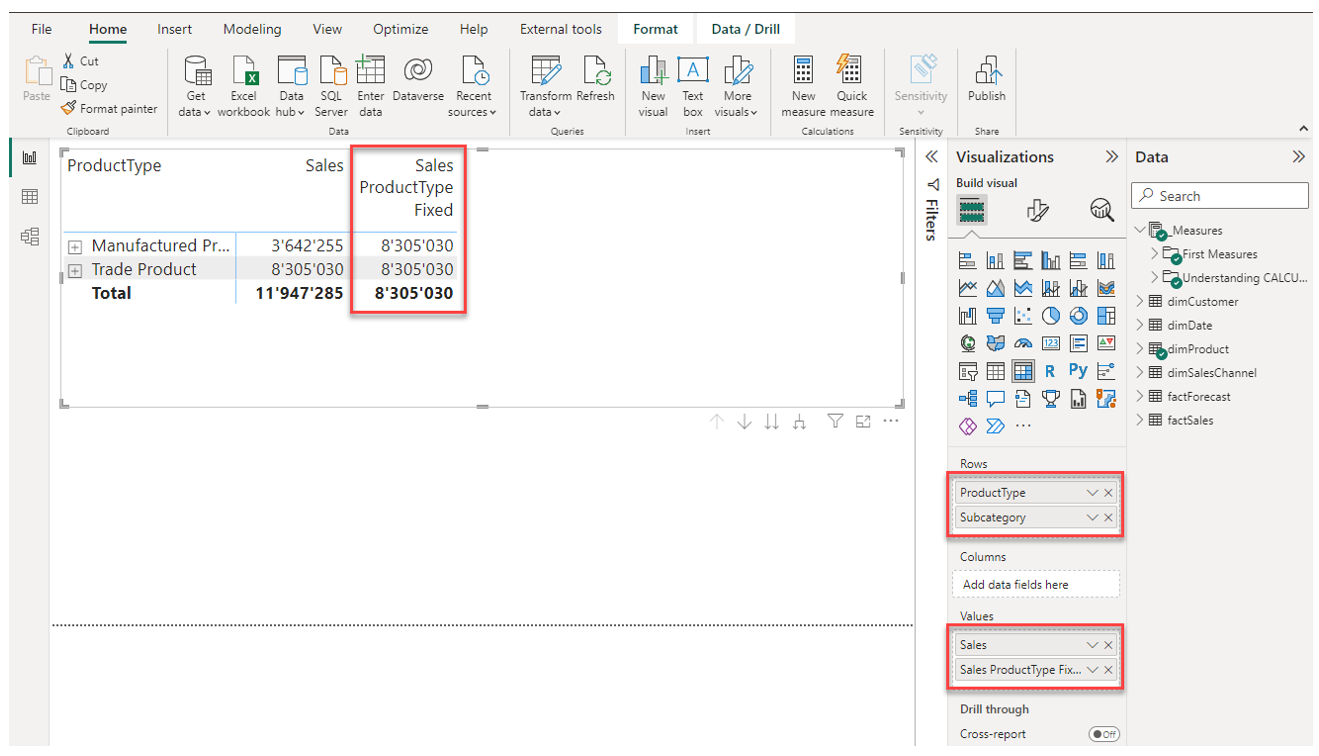 File Home Insert Modeling View Optimize Help External tools Format Data / Drill
Paste
Cut
Copy
Format painter
Clipboard
Get data
Excel workbook
Data hub
SQL Server
Enter data
Dataverse
Recent sources
Data
Transform data
Refresh
Queries
New visual
Text box
More visuals
Insert
New measure
Quick measure
Calculations
Sensitivity
Sensitivity
Publish
Share
ProductType Sales Sales ProductType Fixed
Manufactured Pr... 3'642'255 8'305'030
Trade Product 8'305'030 8'305'030
Total 11'947'285 8'305'030
Filters
Visualizations
Build visual
123
R
Py
...
Rows
ProductType
Subcategory
Columns
Add data fields here
Values
Sales
Sales ProductType Fix...
Drill through
Cross-report Off
Data
Search
_Measures
First Measures
Understanding CALCU...
dimCustomer
dimDate
dimProduct
dimSalesChannel
factForecast
factSales